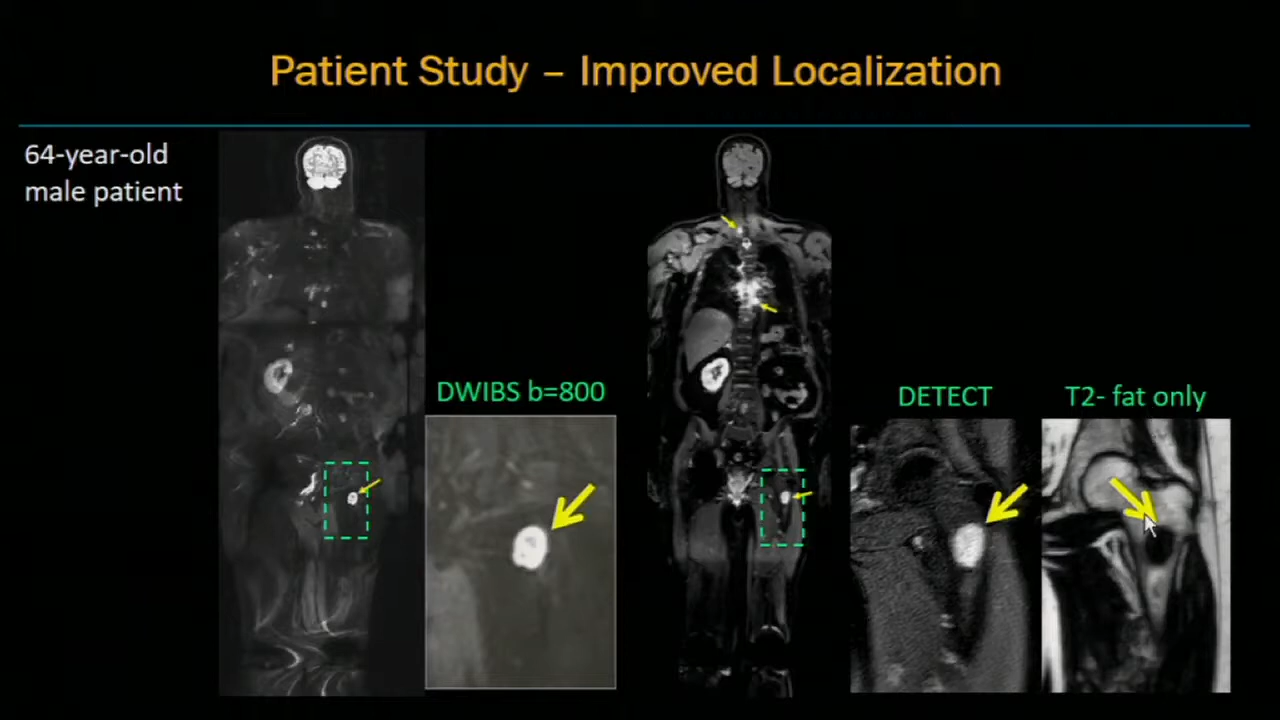 Patient Study – Improved Localization
64-year-old
male patient
DWIBS b=800
DETECT
T2- fat only